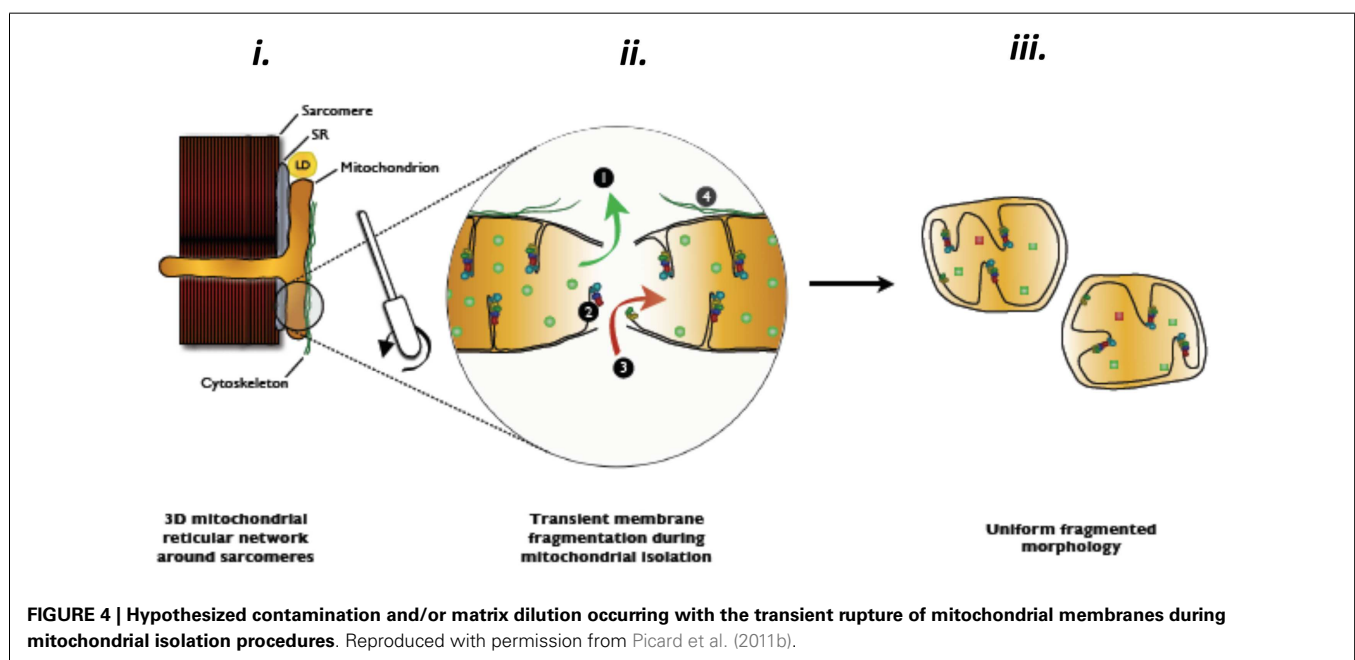 i.
ii.
iii.
Sarcomere
SR
LD
Mitochondrion
Cytoskeleton
1
4
2
3
3D mitochondrial
reticular network
around sarcomeres
Transient membrane
fragmentation during
mitochondrial isolation
Uniform fragmented
morphology
FIGURE 4 | Hypothesized contamination and/or matrix dilution occurring with the transient rupture of mitochondrial membranes during
mitochondrial isolation procedures. Reproduced with permission from Picard et al. (2011b).